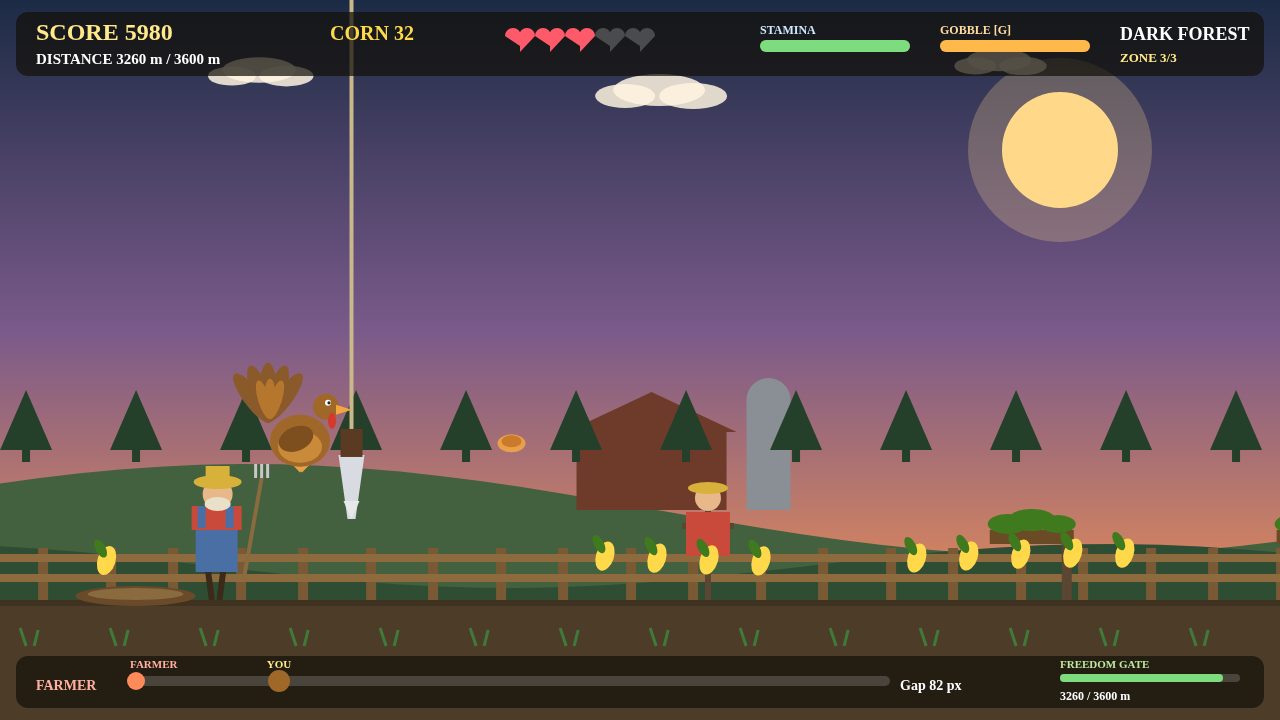 SCORE 5980
DISTANCE 3260 m / 3600 m
CORN 32
STAMINA
GOBBLE [G]
DARK FOREST
ZONE 3/3
FARMER
FARMER
YOU
Gap 82 px
FREEDOM GATE
3260 / 3600 m